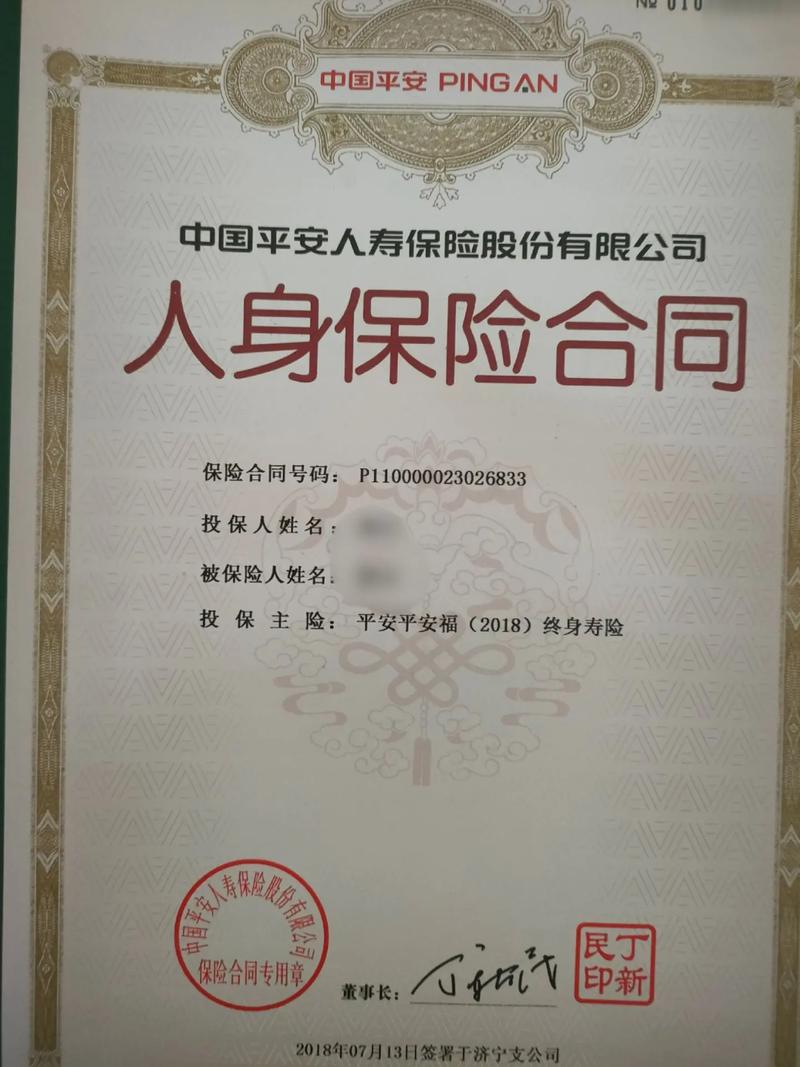 № 010
中国平安 PING AN
中国平安人寿保险股份有限公司
人身保险合同
保险合同号码： P110000023026833
投保人姓名：
被保险人姓名：
投保主险： 平安平安福（2018）终身寿险
中国平安人寿保险股份有限公司
保险合同专用章
董事长：
丁新民印
2018年07月13日签署于济宁支公司